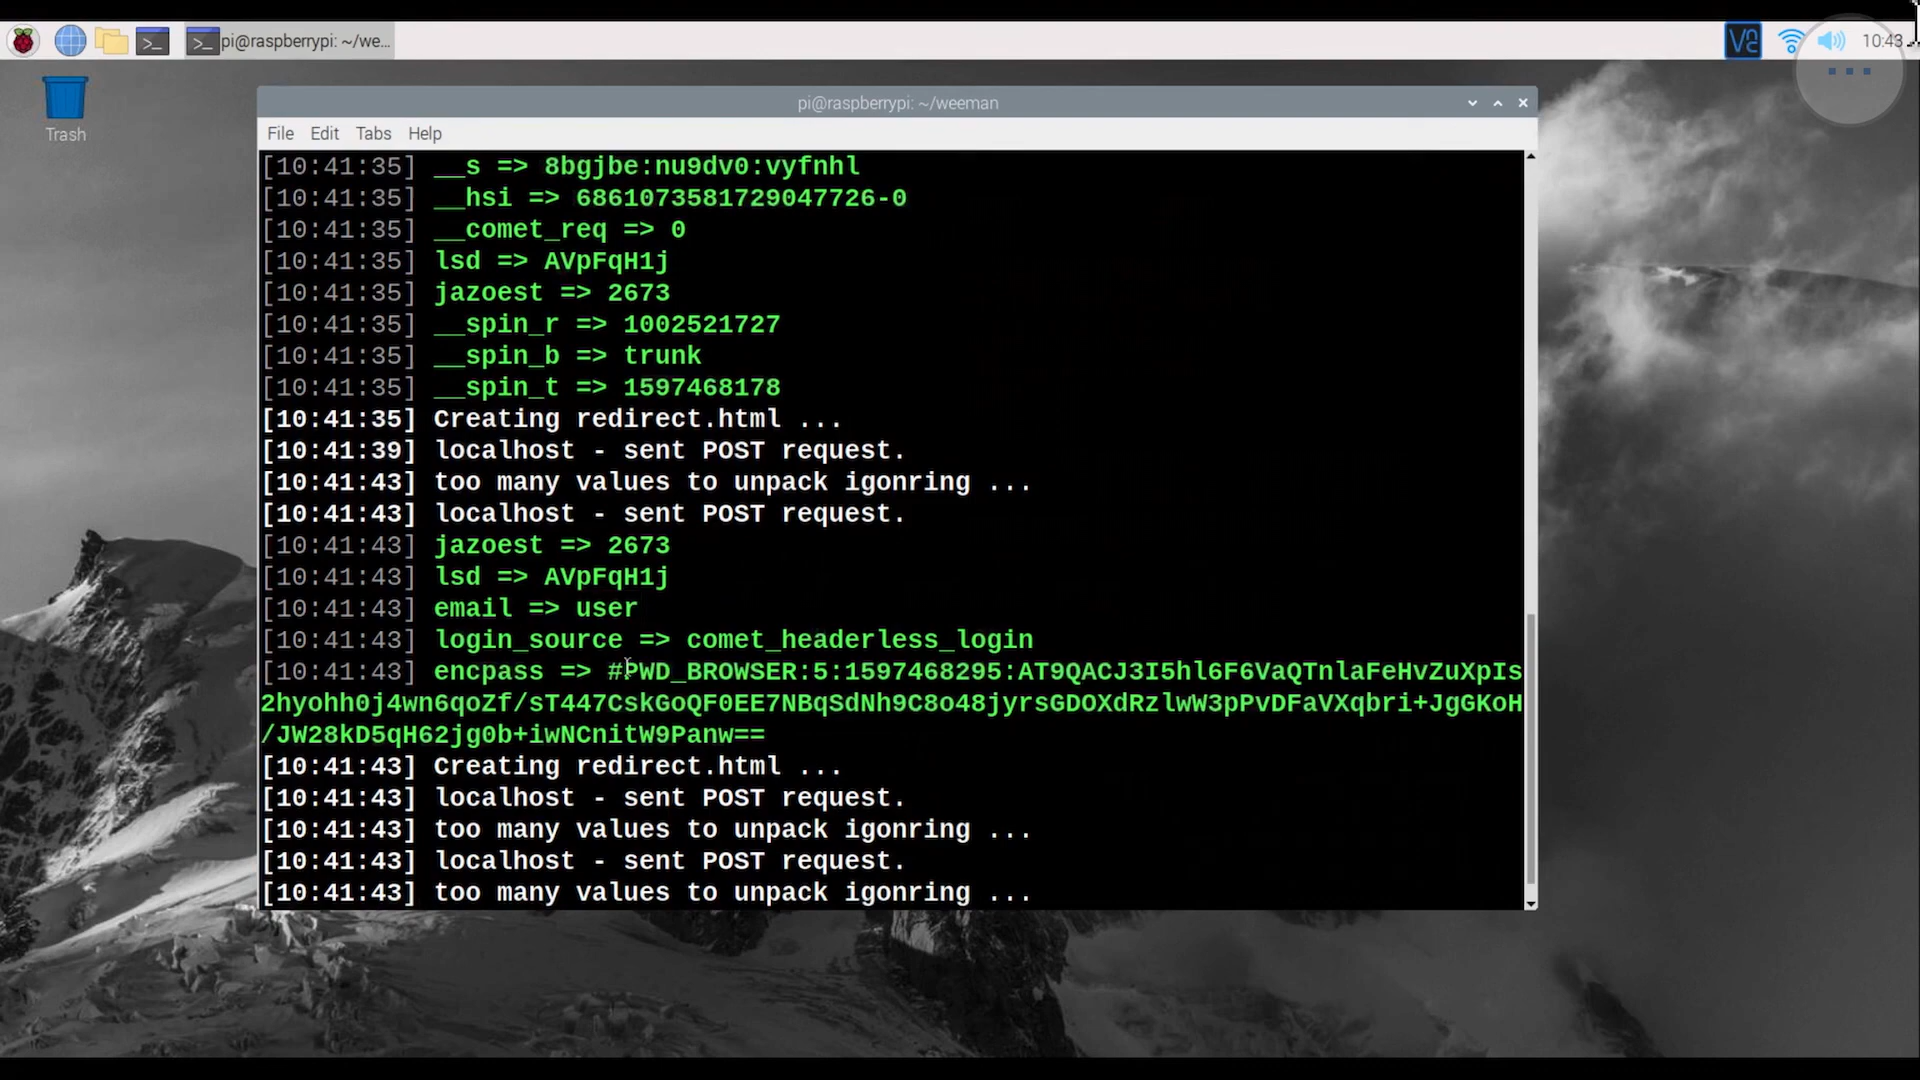 pi@raspberrypi: ~/we...
10:43
Trash
pi@raspberrypi: ~/weeman
File Edit Tabs Help
[10:41:35] __s => 8bgjbe:nu9dv0:vyfnhl
[10:41:35] __hsi => 6861073581729047726-0
[10:41:35] __comet_req => 0
[10:41:35] lsd => AVpFqH1j
[10:41:35] jazoest => 2673
[10:41:35] __spin_r => 1002521727
[10:41:35] __spin_b => trunk
[10:41:35] __spin_t => 1597468178
[10:41:35] Creating redirect.html ...
[10:41:39] localhost - sent POST request.
[10:41:43] too many values to unpack igonring ...
[10:41:43] localhost - sent POST request.
[10:41:43] jazoest => 2673
[10:41:43] lsd => AVpFqH1j
[10:41:43] email => user
[10:41:43] login_source => comet_headerless_login
[10:41:43] encpass => #PWD_BROWSER:5:1597468295:AT9QACJ3I5hl6F6VaQTnlaFeHvZuXpIs
2hyohh0j4wn6qoZf/sT447CskGoQF0EE7NBqSdNh9C8o48jyrsGDOXdRzlwW3pPvDFaVXqbri+JgGKoH
/JW28kD5qH62jg0b+iwNCnitW9Panw==
[10:41:43] Creating redirect.html ...
[10:41:43] localhost - sent POST request.
[10:41:43] too many values to unpack igonring ...
[10:41:43] localhost - sent POST request.
[10:41:43] too many values to unpack igonring ...